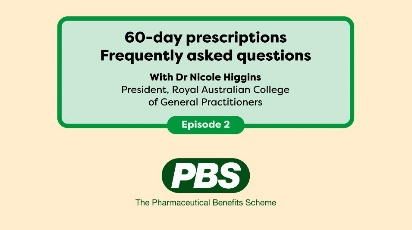 60-day prescriptions
Frequently asked questions
With Dr Nicole Higgins
President, Royal Australian College
of General Practitioners
Episode 2
PBS
The Pharmaceutical Benefits Scheme